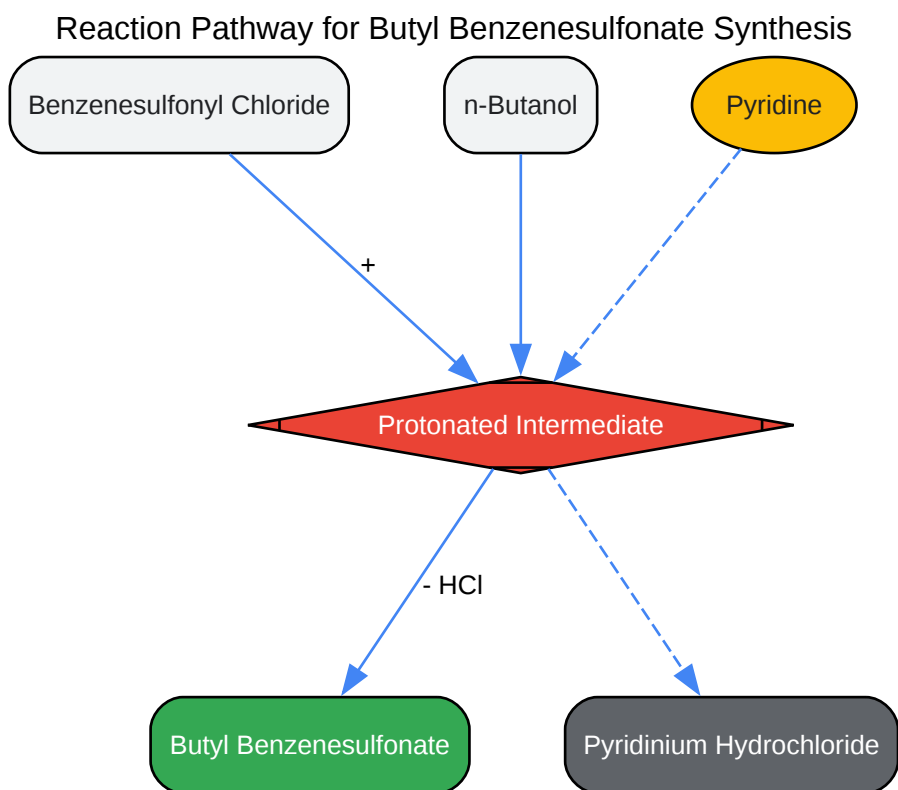 Reaction Pathway for Butyl Benzenesulfonate Synthesis
Benzenesulfonyl Chloride
n-Butanol
Pyridine
+
Protonated Intermediate
- HCl
Butyl Benzenesulfonate
Pyridinium Hydrochloride